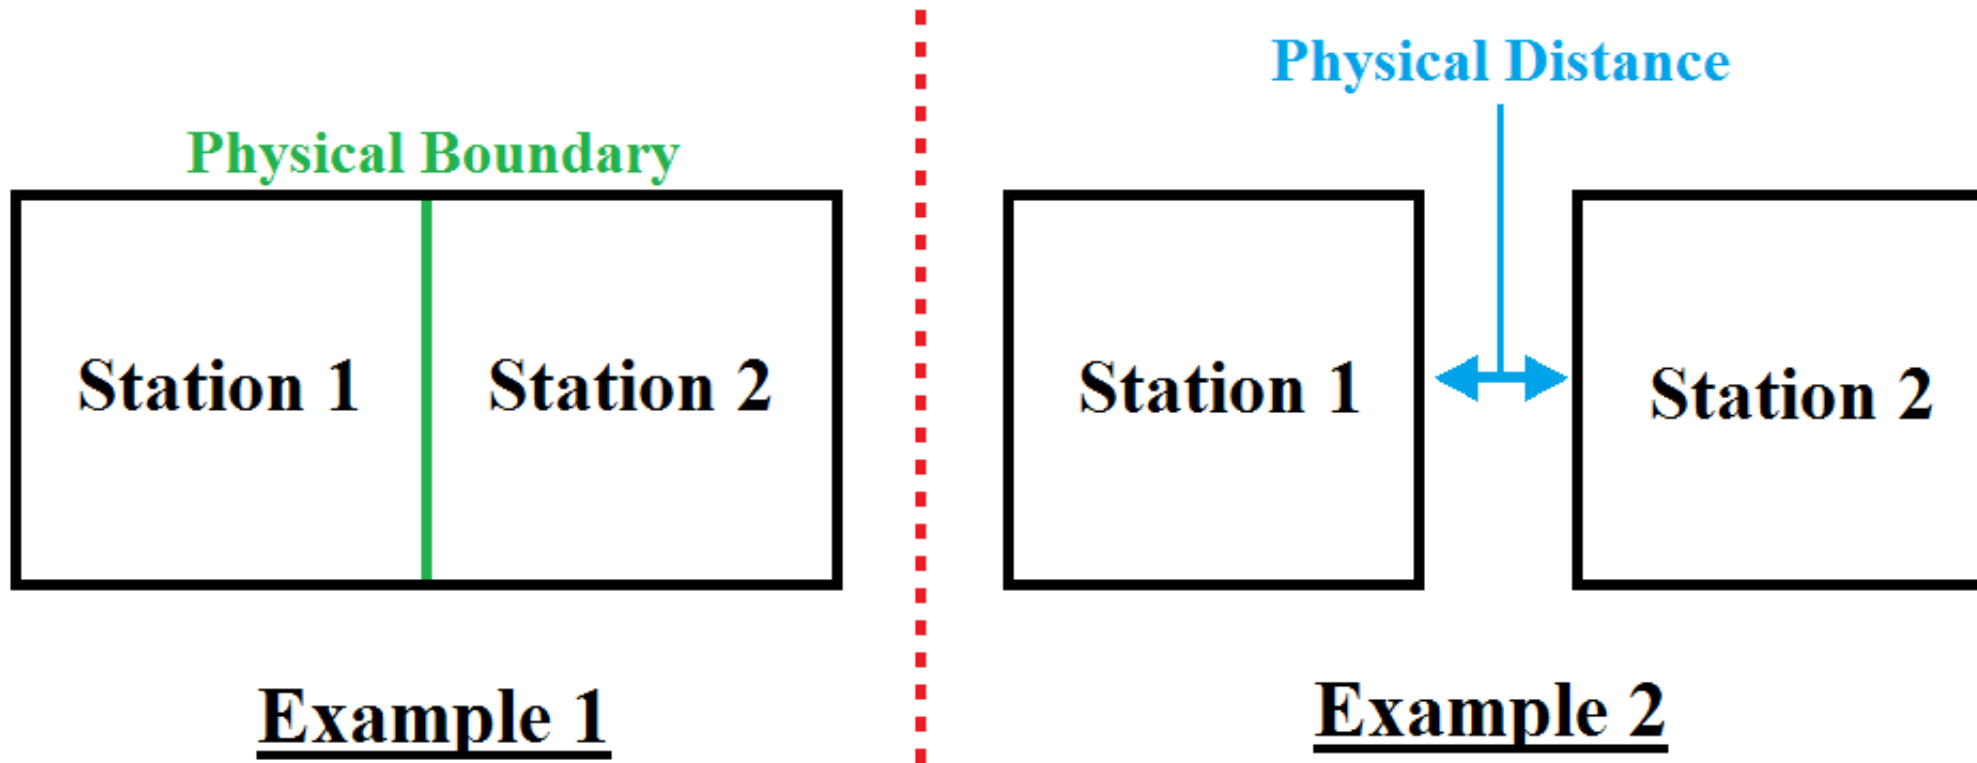 Physical Boundary
Station 1
Station 2
Example 1
Physical Distance
Station 1
Station 2
Example 2